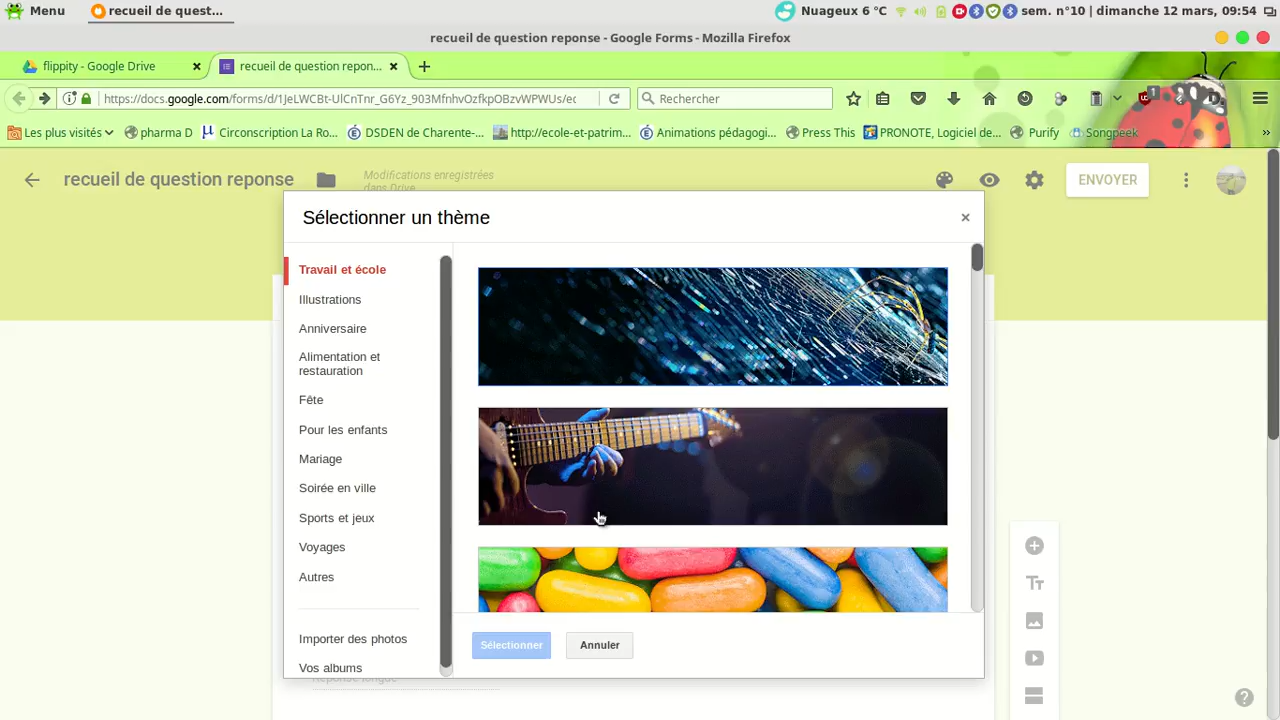 Menu
recueil de quest...
Nuageux 6 °C
sem. n°10 | dimanche 12 mars, 09:54
recueil de question reponse - Google Forms - Mozilla Firefox
flippity - Google Drive
recueil de question repon...
https://docs.google.com/forms/d/1JeLWCBt-UlCnTnr_G6Yz_903MfnhvOzfkpOBzvWPWUs/ec
Rechercher
1
Les plus visités
pharma D
Circonscription La Ro...
DSDEN de Charente-...
http://ecole-et-patrim...
Animations pédagogi...
Press This
PRONOTE, Logiciel de...
Purify
Songpeek
recueil de question reponse
Modifications enregistrées
dans Drive
ENVOYER
Sélectionner un thème
Travail et école
Illustrations
Anniversaire
Alimentation et
restauration
Fête
Pour les enfants
Mariage
Soirée en ville
Sports et jeux
Voyages
Autres
Importer des photos
Vos albums
Sélectionner
Annuler
Réponse longue